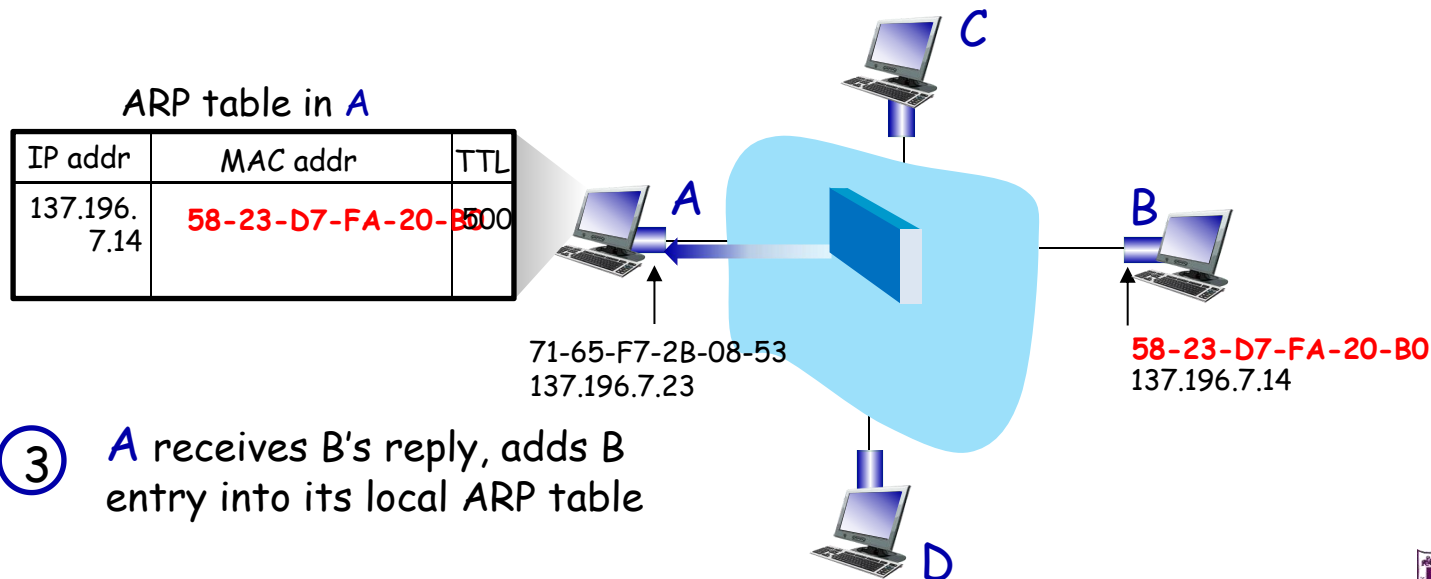 C
ARP table in A
IP addr MAC addr TTL
137.196.
7.14
58-23-D7-FA-20-B0
500
A
B
71-65-F7-2B-08-53
137.196.7.23
58-23-D7-FA-20-B0
137.196.7.14
3
A receives B's reply, adds B
entry into its local ARP table
D